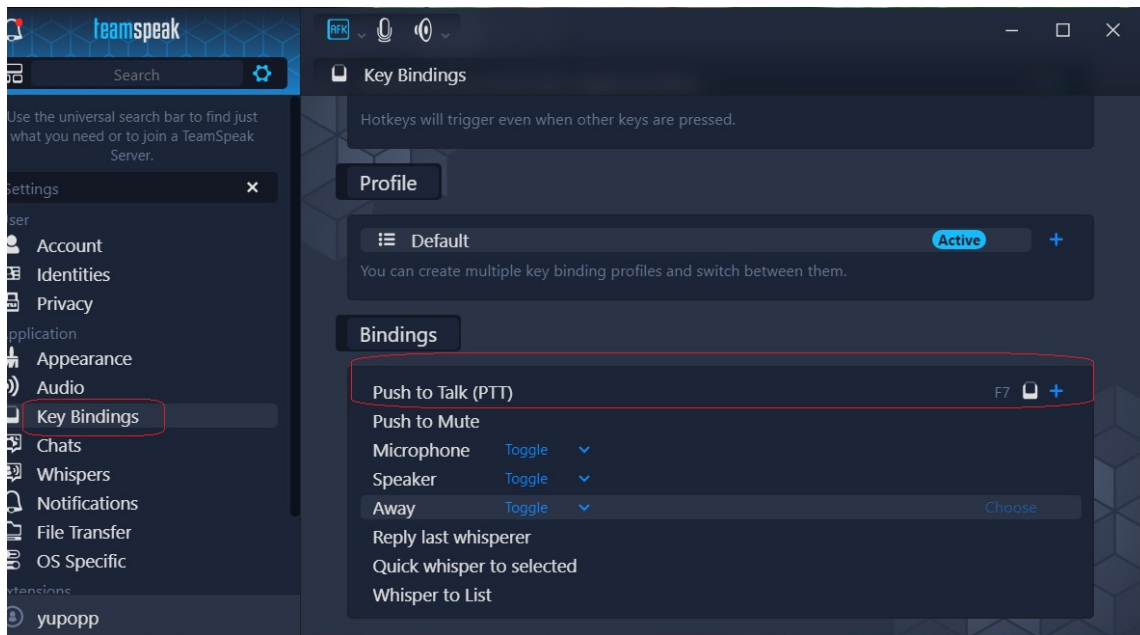 teamspeak
Search
Use the universal search bar to find just
what you need or to join a TeamSpeak
Server.
Settings
ser
Account
Identities
Privacy
pplication
Appearance
Audio
Key Bindings
Chats
Whispers
Notifications
File Transfer
OS Specific
xtensions
yupopp
AFK
Key Bindings
Hotkeys will trigger even when other keys are pressed.
Profile
Default Active +
You can create multiple key binding profiles and switch between them.
Bindings
Push to Talk (PTT) F7 +
Push to Mute
Microphone Toggle
Speaker Toggle
Away Toggle Choose
Reply last whisperer
Quick whisper to selected
Whisper to List